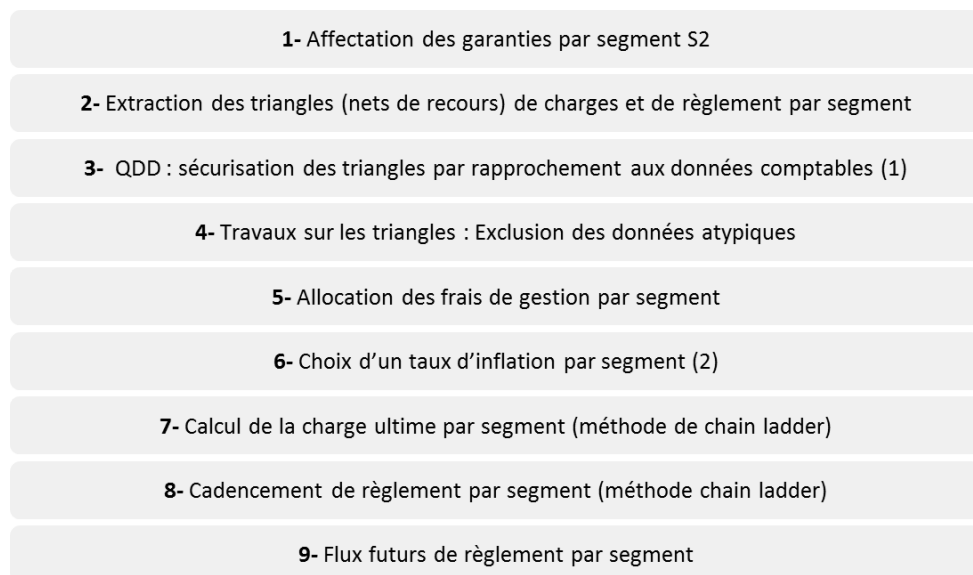 1- Affectation des garanties par segment S2
2- Extraction des triangles (nets de recours) de charges et de règlement par segment
3- QDD : sécurisation des triangles par rapprochement aux données comptables (1)
4- Travaux sur les triangles : Exclusion des données atypiques
5- Allocation des frais de gestion par segment
6- Choix d'un taux d'inflation par segment (2)
7- Calcul de la charge ultime par segment (méthode de chain ladder)
8- Cadencement de règlement par segment (méthode chain ladder)
9- Flux futurs de règlement par segment